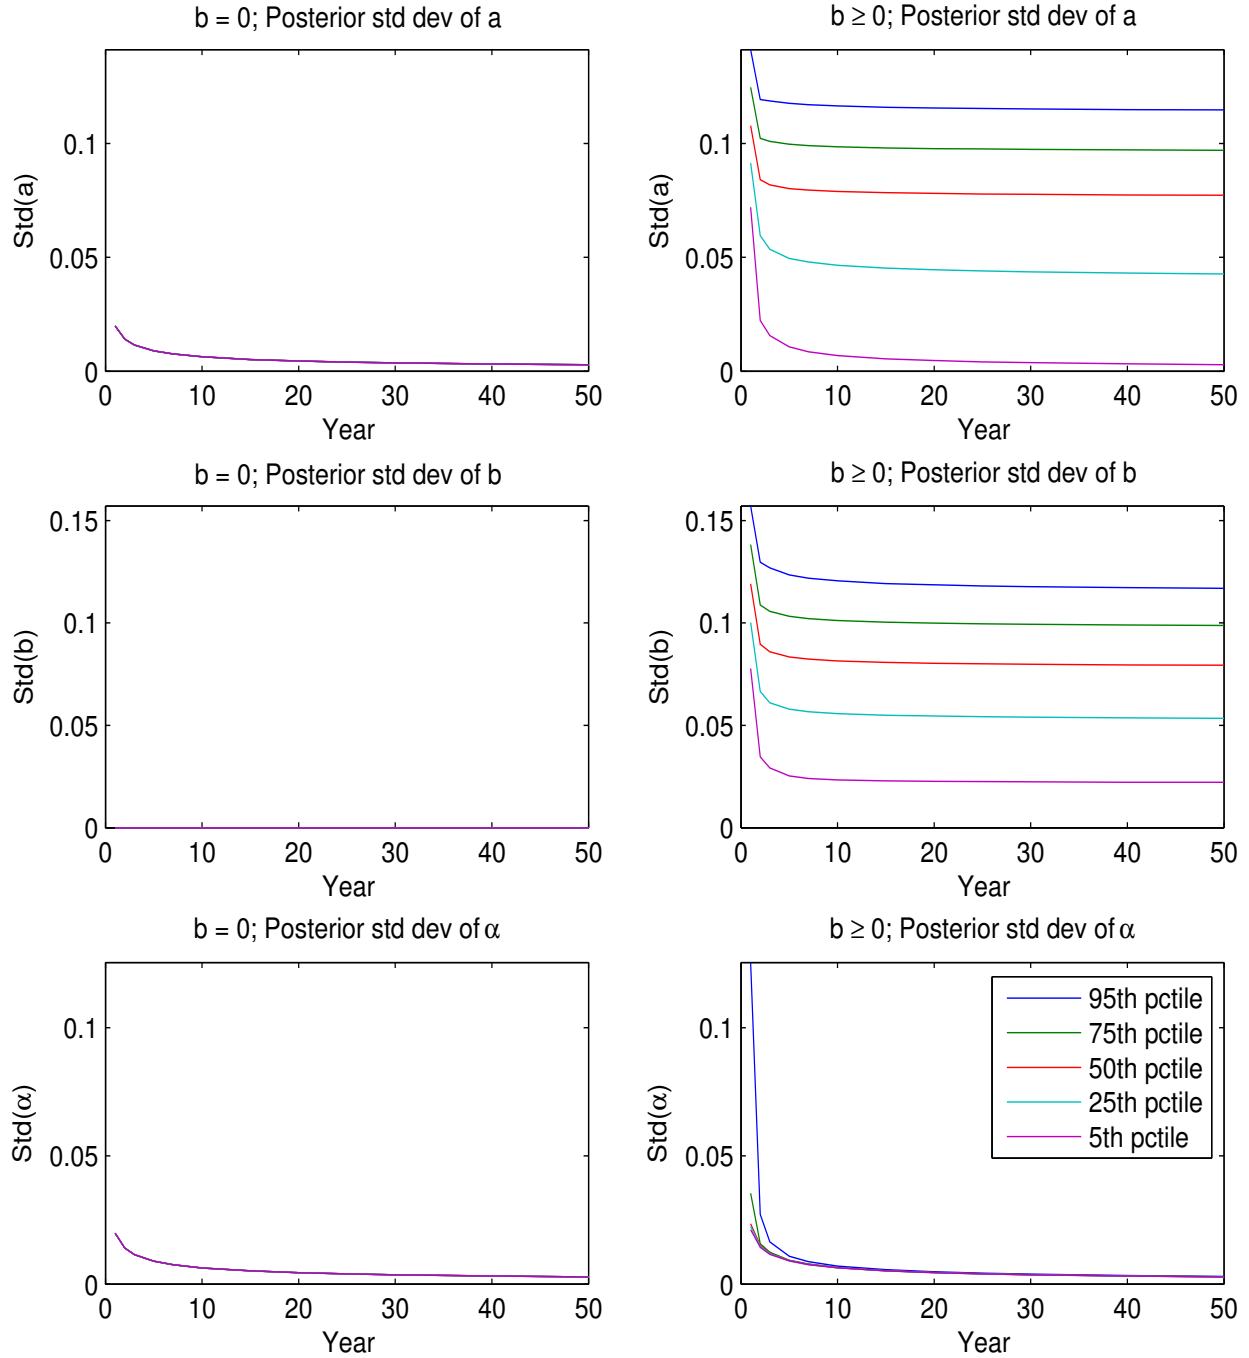 b = 0; Posterior std dev of a
Std(a)
0.1
0.05
0
0 10 20 30 40 50
Year
b ≥ 0; Posterior std dev of a
Std(a)
0.1
0.05
0
0 10 20 30 40 50
Year
b = 0; Posterior std dev of b
Std(b)
0.15
0.1
0.05
0
0 10 20 30 40 50
Year
b ≥ 0; Posterior std dev of b
Std(b)
0.15
0.1
0.05
0
0 10 20 30 40 50
Year
b = 0; Posterior std dev of α
Std(α)
0.1
0.05
0
0 10 20 30 40 50
Year
b ≥ 0; Posterior std dev of α
Std(α)
0.1
0.05
0
0 10 20 30 40 50
Year
95th pctile
75th pctile
50th pctile
25th pctile
5th pctile